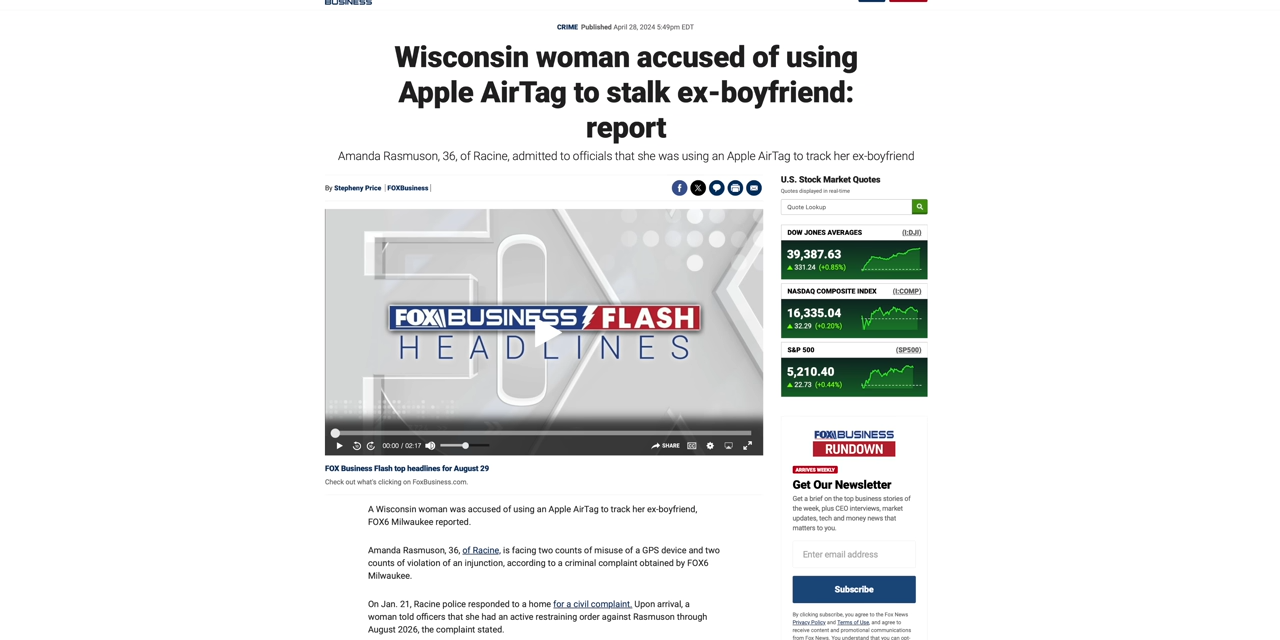 BUSINESS
CRIME Published April 28, 2024 5:49pm EDT
Wisconsin woman accused of using
Apple AirTag to stalk ex-boyfriend:
report
Amanda Rasmuson, 36, of Racine, admitted to officials that she was using an Apple AirTag to track her ex-boyfriend
By Stepheny Price | FOXBusiness |
FOX BUSINESS FLASH
HEADLINES
00:00 / 02:17
SHARE
FOX Business Flash top headlines for August 29
Check out what's clicking on FoxBusiness.com.
A Wisconsin woman was accused of using an Apple AirTag to track her ex-boyfriend,
FOX6 Milwaukee reported.
Amanda Rasmuson, 36, of Racine, is facing two counts of misuse of a GPS device and two
counts of violation of an injunction, according to a criminal complaint obtained by FOX6
Milwaukee.
On Jan. 21, Racine police responded to a home for a civil complaint. Upon arrival, a
woman told officers that she had an active restraining order against Rasmuson through
August 2026, the complaint stated.
U.S. Stock Market Quotes
Quotes displayed in real-time
Quote Lookup
DOW JONES AVERAGES (I:DJI)
39,387.63
331.24 (+0.85%)
NASDAQ COMPOSITE INDEX (I:COMP)
16,335.04
32.29 (+0.20%)
S&P 500 (SP500)
5,210.40
22.73 (+0.44%)
FOX BUSINESS
RUNDOWN
ARRIVES WEEKLY
Get Our Newsletter
Get a brief on the top business stories of
the week, plus CEO interviews, market
updates, tech and money news that
matters to you.
Enter email address
Subscribe
By clicking subscribe, you agree to the Fox News
Privacy Policy and Terms of Use, and agree to
receive content and promotional communications
from Fox News. You understand that you can opt-